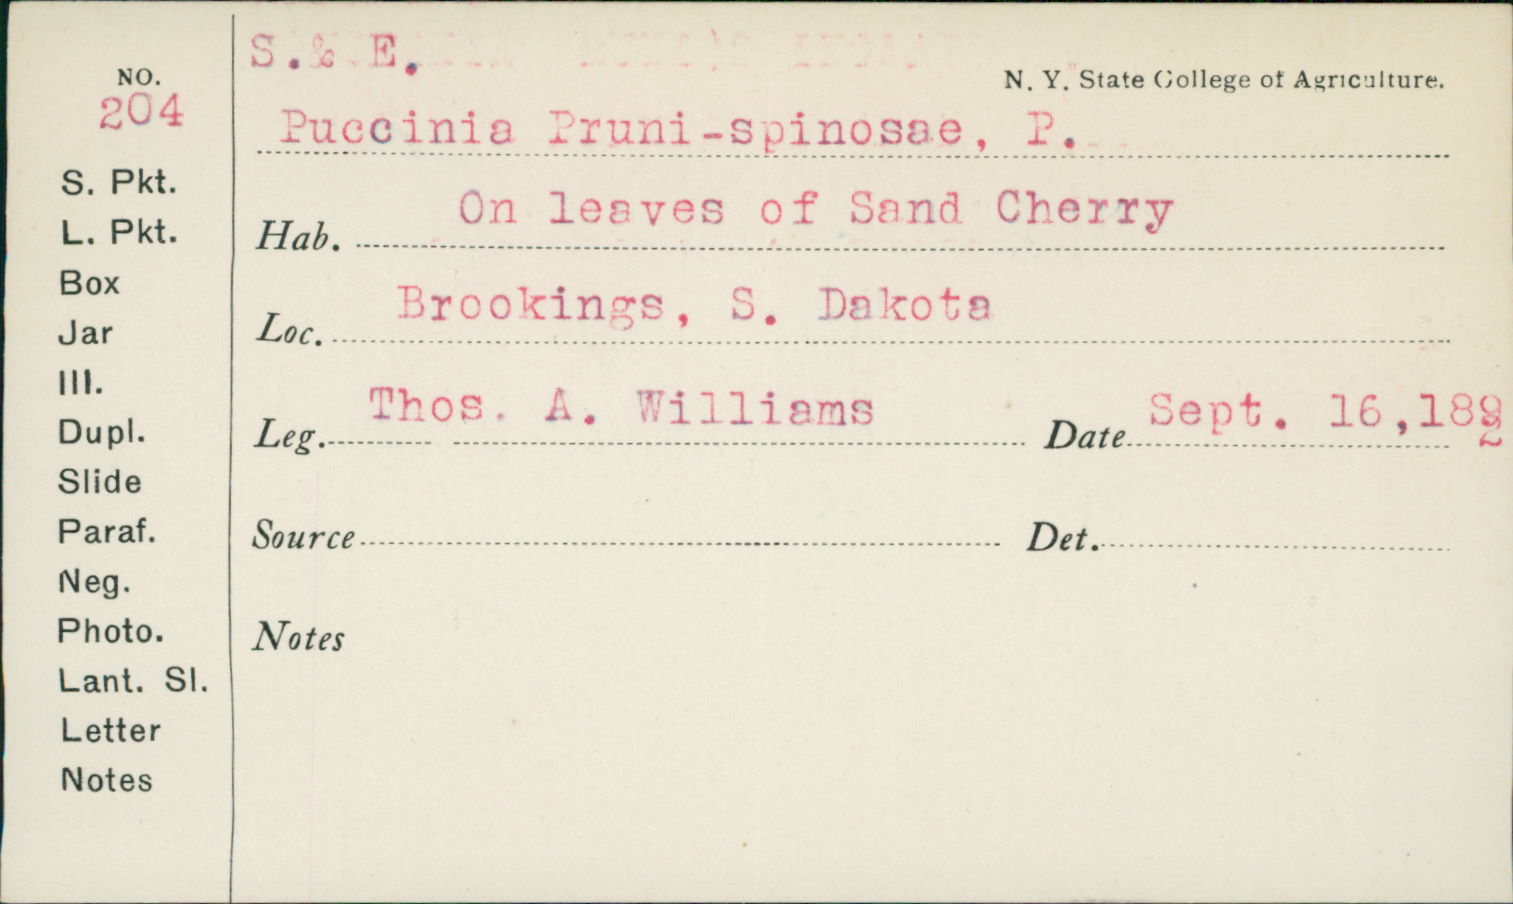 S.& E.
N. Y. State College of Agriculture.
NO.
204
Puccinia Pruni-spinosae, P.
Hab. On leaves of Sand Cherry
Loc. Brookings, S. Dakota
Leg. Thos. A. Williams Date Sept. 16,189
2
Source Det.
Notes
S. Pkt.
L. Pkt.
Box
Jar
Ill.
Dupl.
Slide
Paraf.
Neg.
Photo.
Lant. Sl.
Letter
Notes